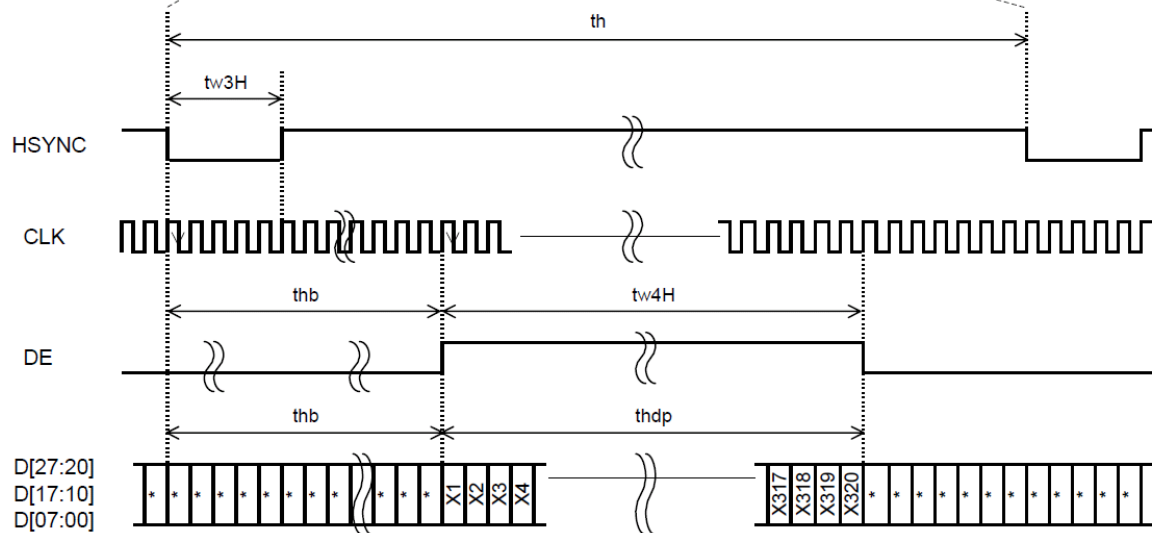 th
tw3H
HSYNC
CLK
thb tw4H
DE
thb thdp
D[27:20]
D[17:10]
D[07:00]
* * * * * * * * * * * X1 X2 X3 X4 X317 X318 X319 X320 * * * * * * * * * * * *